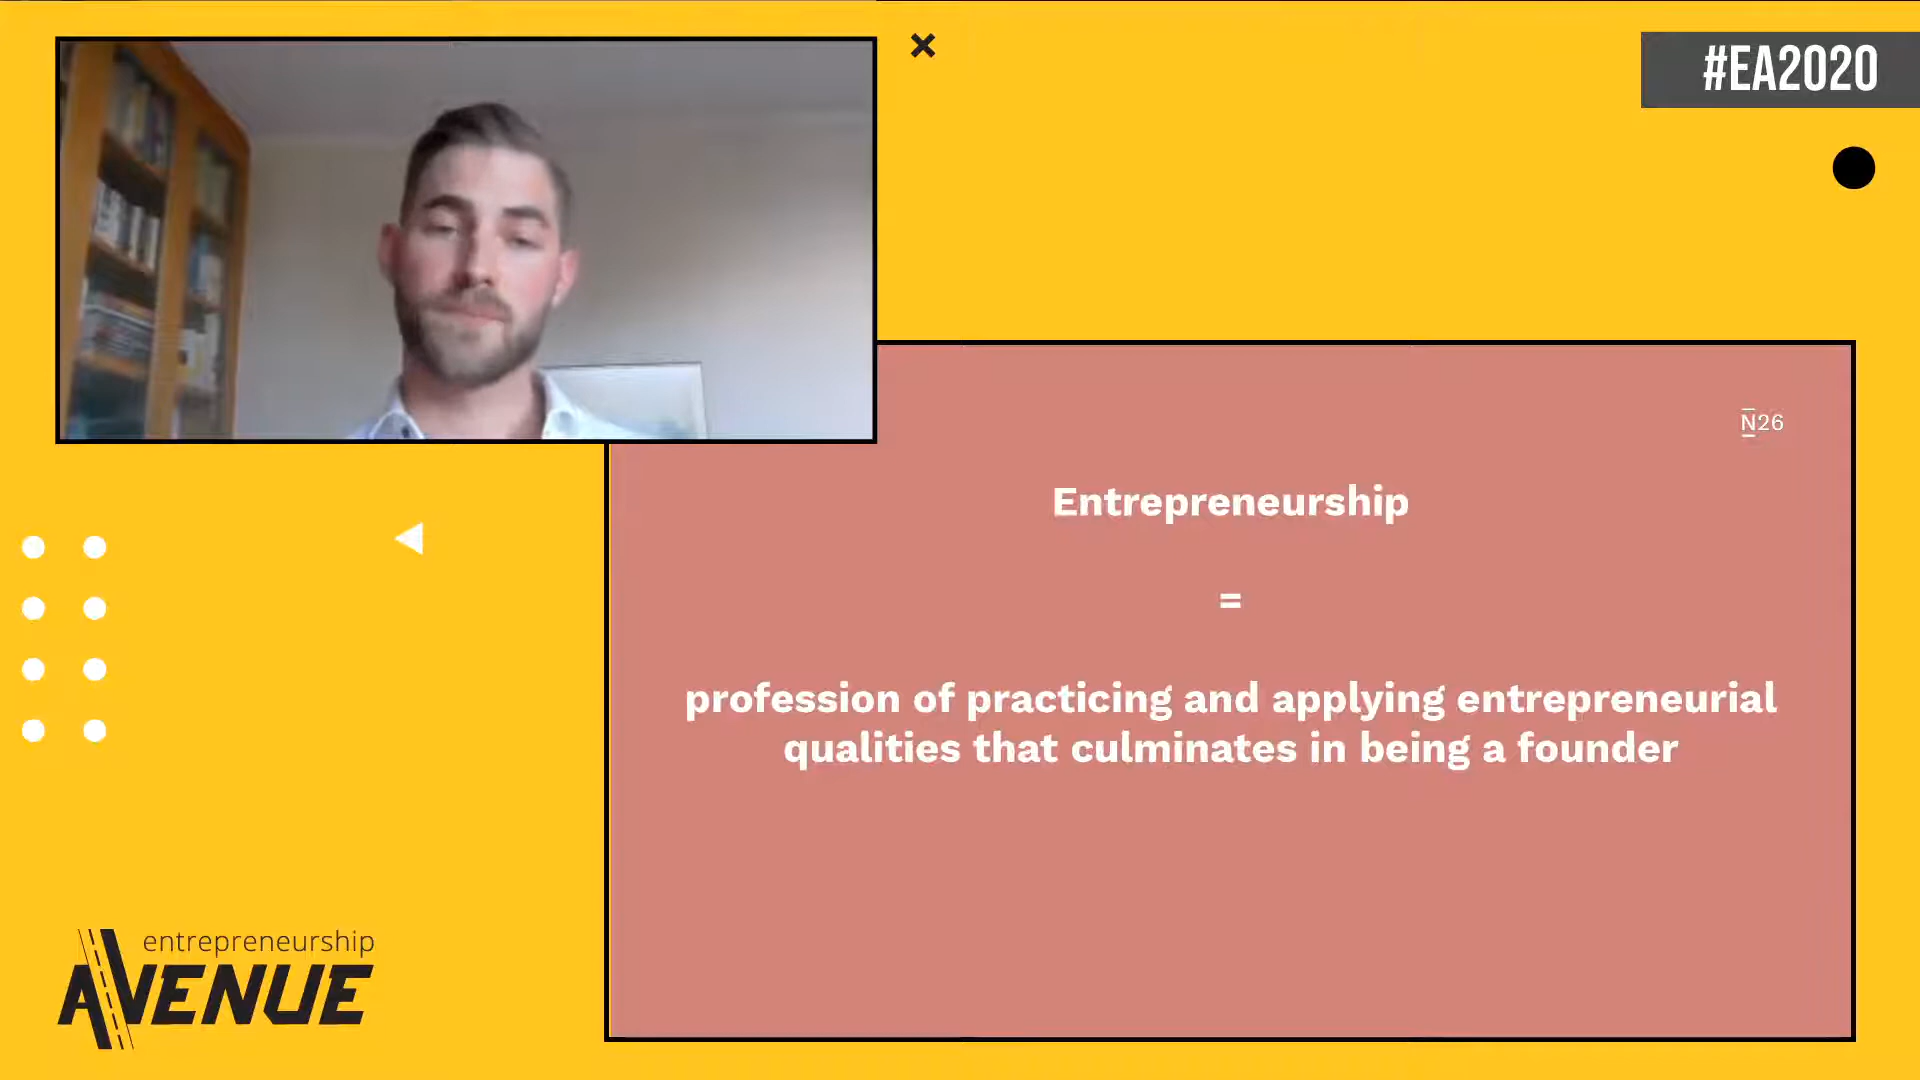 #EA2020
N26
Entrepreneurship
=
profession of practicing and applying entrepreneurial
qualities that culminates in being a founder
entrepreneurship
AVENUE